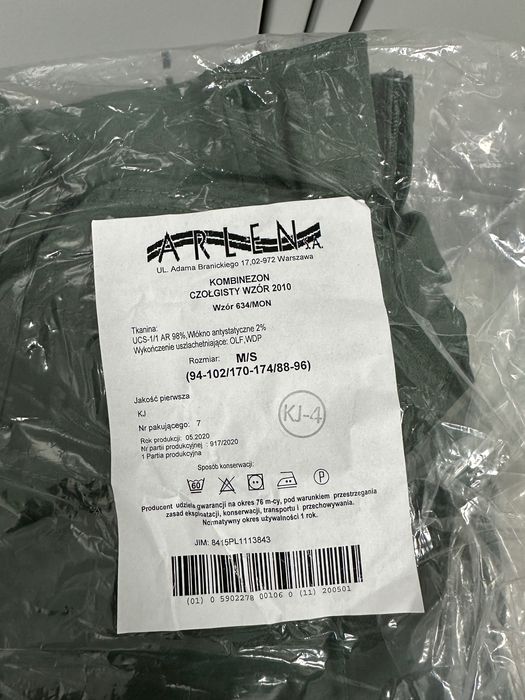 ARLEN S.A.
UL. Adama Branickiego 17,02-972 Warszawa
KOMBINEZON
CZOŁGISTY WZÓR 2010
Wzór 634/MON
Tkanina:
UCS-1/1 AR 98%,Włókno antystatyczne 2%
Wykończenie uszlachetniające: OLF,WDP
Rozmiar: M/S
(94-102/170-174/88-96)
Jakość pierwsza
KJ
KJ-4
Nr pakującego: 7
Rok produkcji: 05.2020
Nr partii produkcyjnej : 917/2020
1 Partia produkcyjna
Sposób konserwacji:
60
P
Producent udziela gwarancji na okres 76 m-cy, pod warunkiem przestrzegania
zasad eksploatacji, konserwacji, transportu i przechowywania.
Normatywny okres używalności 1 rok.
JIM: 8415PL1113843
(01) 0 5902278 00106 0 (11) 200501